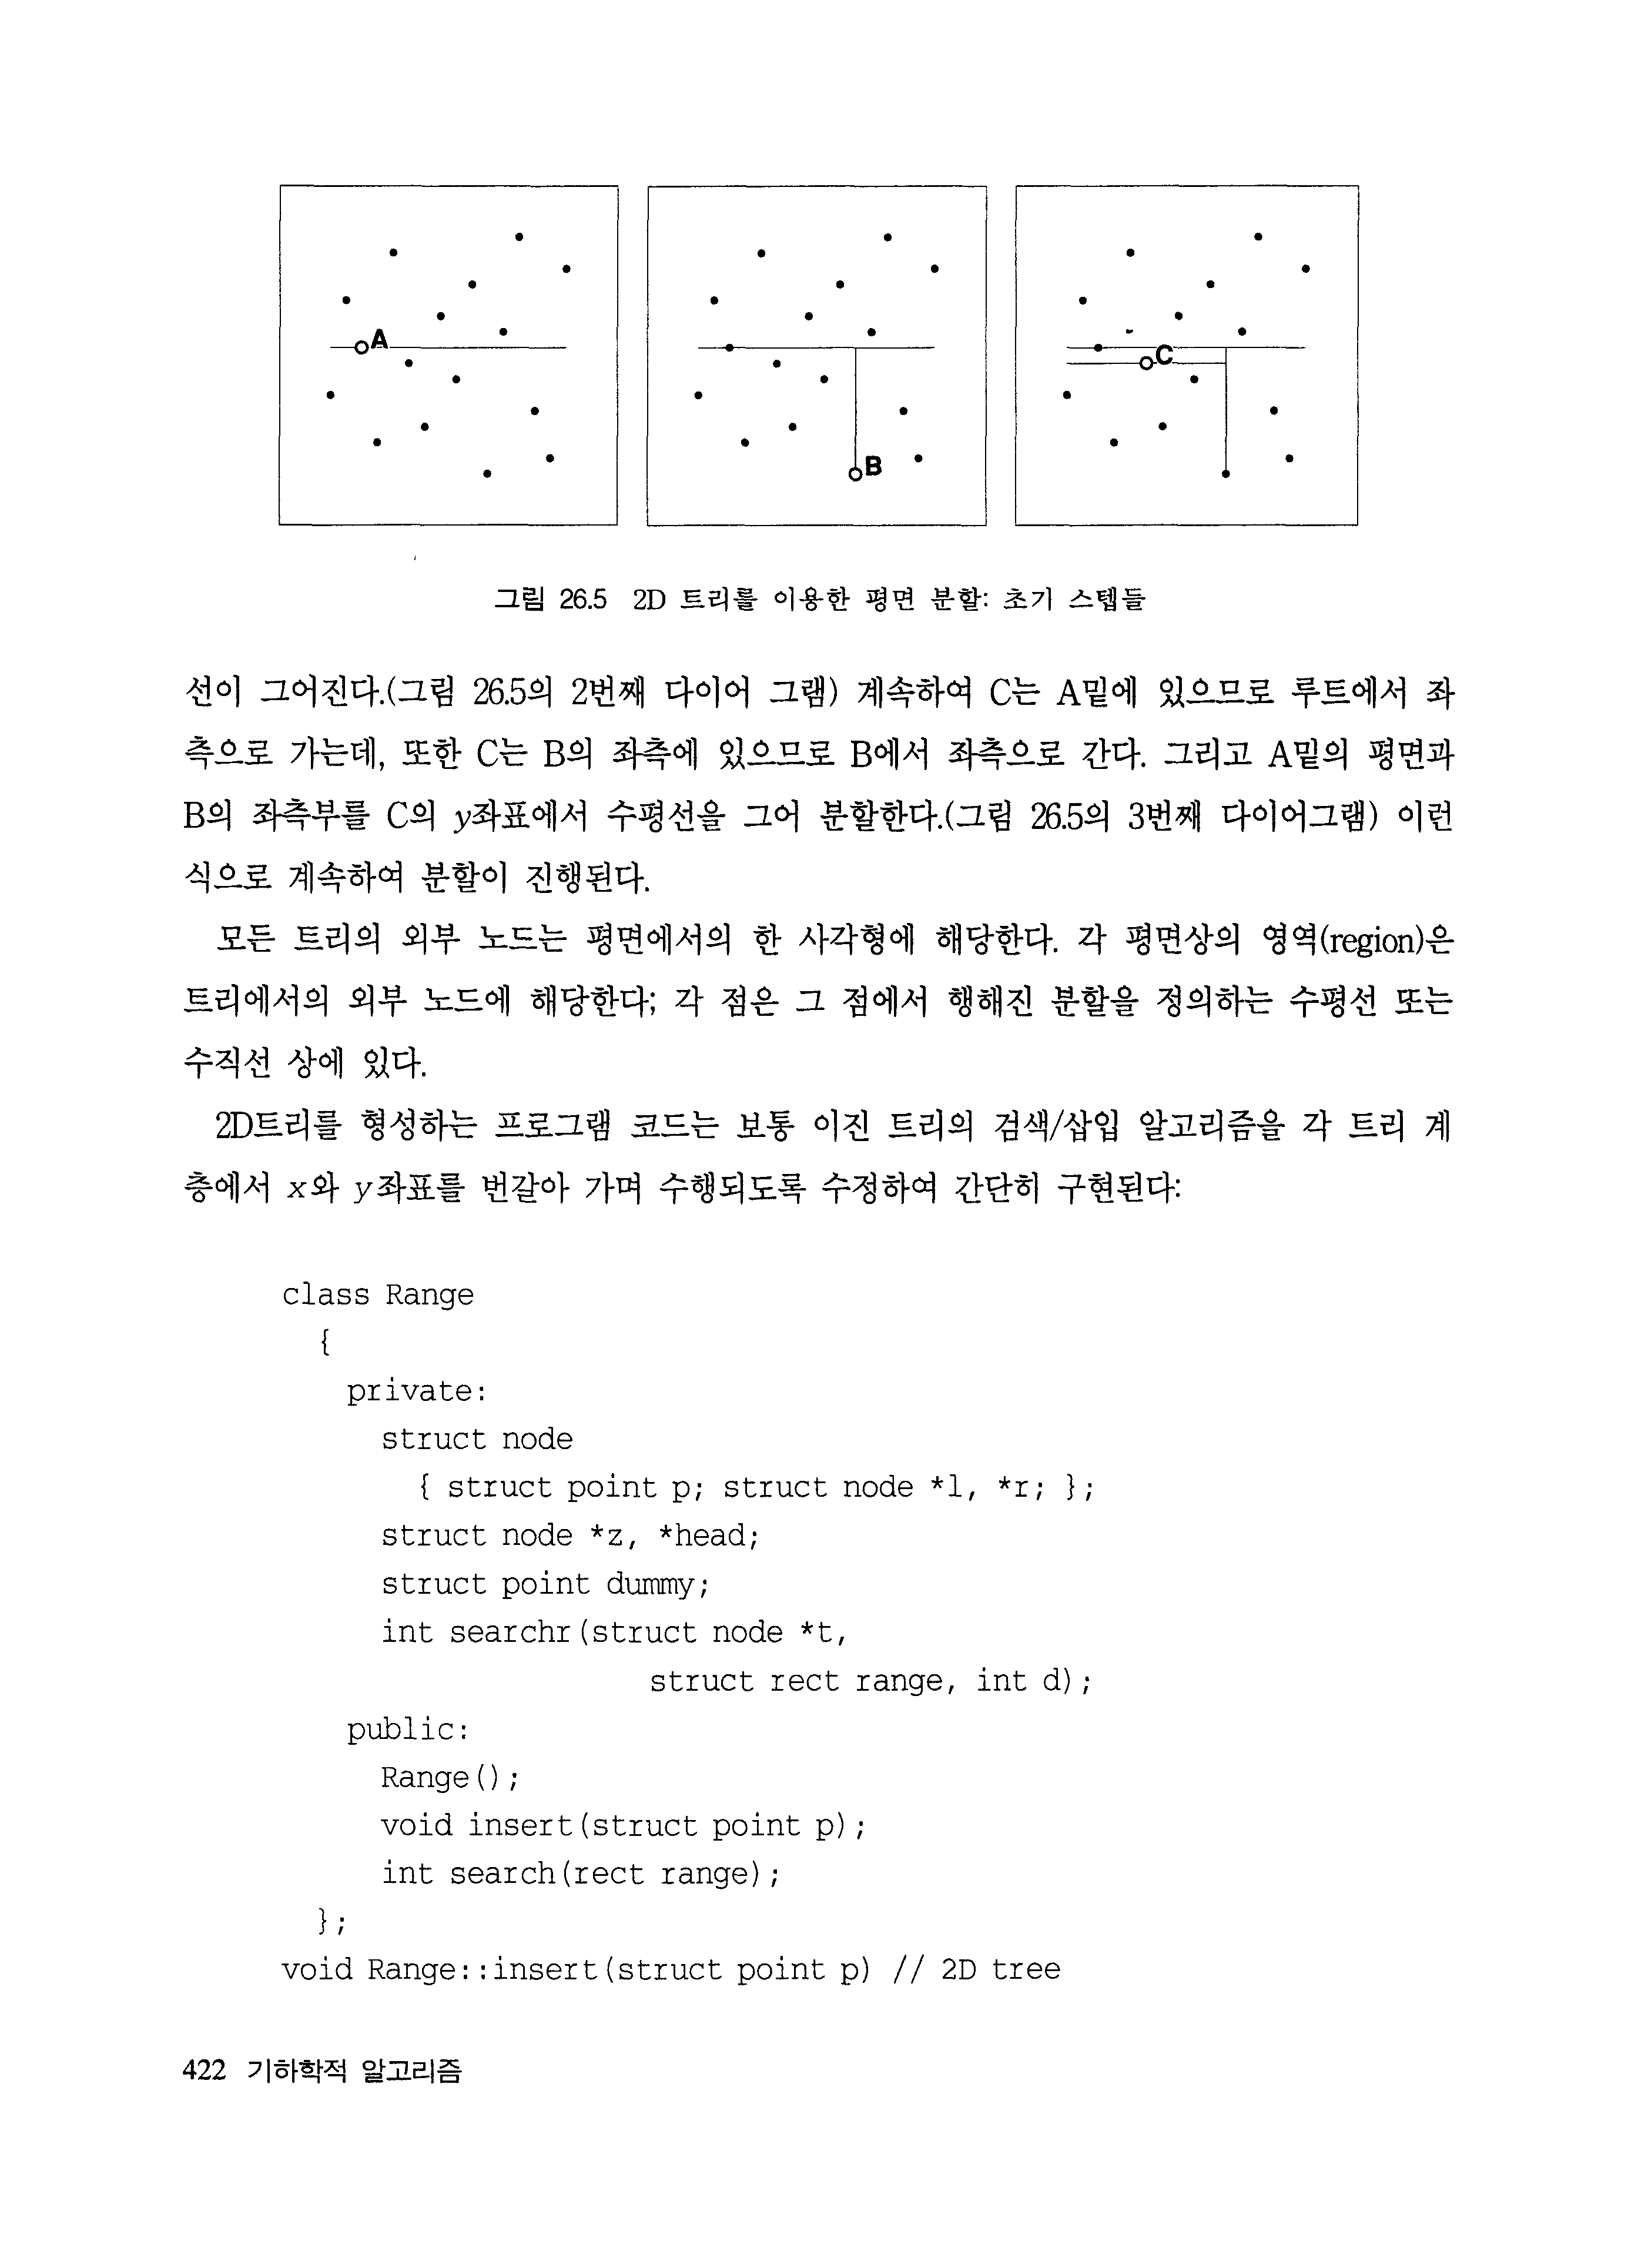 A
B
C
그림 26.5 2D 트리를 이용한 평면 분할: 초기 스텝들
선이 그어진다.(그림 26.5의 2번째 다이어 그램) 계속하여 C는 A밑에 있으므로 루트에서 좌
측으로 가는데, 또한 C는 B의 좌측에 있으므로 B에서 좌측으로 간다. 그리고 A밑의 평면과
B의 좌측부를 C의 y좌표에서 수평선을 그어 분할한다.(그림 26.5의 3번째 다이어그램) 이런
식으로 계속하여 분할이 진행된다.
모든 트리의 외부 노드는 평면에서의 한 사각형에 해당한다. 각 평면상의 영역(region)은
트리에서의 외부 노드에 해당한다; 각 점은 그 점에서 행해진 분할을 정의하는 수평선 또는
수직선 상에 있다.
2D트리를 형성하는 프로그램 코드는 보통 이진 트리의 검색/삽입 알고리즘을 각 트리 계
층에서 x와 y좌표를 번갈아 가며 수행되도록 수정하여 간단히 구현된다:
class Range
{
private:
struct node
{ struct point p; struct node *l, *r; };
struct node *z, *head;
struct point dummy;
int searchr(struct node *t,
struct rect range, int d);
public:
Range();
void insert(struct point p);
int search(rect range);
};
void Range::insert(struct point p) // 2D tree
422 기하학적 알고리즘